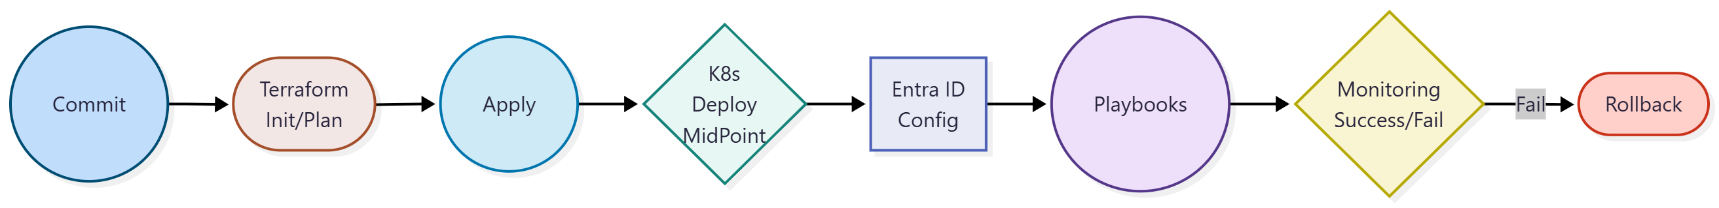 Commit
Terraform
Init/Plan
Apply
K8s
Deploy
MidPoint
Entra ID
Config
Playbooks
Monitoring
Success/Fail
Fail
Rollback